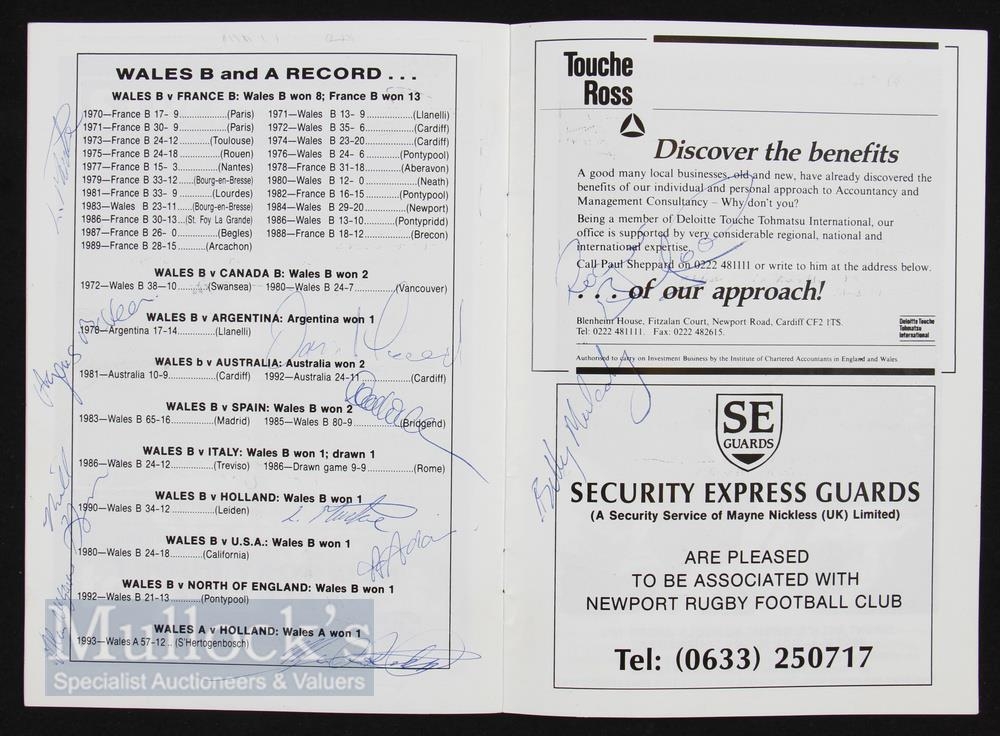 WALES B and A RECORD . . .
WALES B v FRANCE B: Wales B won 8; France B won 13
1970—France B 17- 9..............(Paris) 1971—Wales B 13- 9..............(Llanelli)
1971—France B 30- 9..............(Paris) 1972—Wales B 35- 6..............(Cardiff)
1973—France B 24-12..........(Toulouse) 1974—Wales B 23-20..............(Cardiff)
1975—France B 24-18..............(Rouen) 1976—Wales B 24- 6..........(Pontypool)
1977—France B 15- 3..............(Nantes) 1978—France B 31-18..........(Aberavon)
1979—France B 33-12......(Bourg-en-Bresse) 1980—Wales B 12- 0..............(Neath)
1981—France B 33- 9..............(Lourdes) 1982—France B 16-15..........(Pontypool)
1983—Wales B 23-11......(Bourg-en-Bresse) 1984—Wales B 29-20..............(Newport)
1986—France B 30-13...(St. Foy La Grande) 1986—Wales B 13-10..........(Pontypridd)
1987—France B 26- 0..............(Begles) 1988—France B 18-12..............(Brecon)
1989—France B 28-15..........(Arcachon)
WALES B v CANADA B: Wales B won 2
1972—Wales B 38—10..........(Swansea) 1980—Wales B 24-7..........(Vancouver)
WALES B v ARGENTINA: Argentina won 1
1978—Argentina 17-14..............(Llanelli)
WALES b v AUSTRALIA: Australia won 2
1981—Australia 10-9..............(Cardiff) 1992—Australia 24-11..............(Cardiff)
WALES B v SPAIN: Wales B won 2
1983—Wales B 65-16..............(Madrid) 1985—Wales B 80-9..............(Bridgend)
WALES B v ITALY: Wales B won 1; drawn 1
1986—Wales B 24-12..............(Treviso) 1986—Drawn game 9-9..............(Rome)
WALES B v HOLLAND: Wales B won 1
1990—Wales B 34-12..............(Leiden)
WALES B v U.S.A.: Wales B won 1
1980—Wales B 24-18..........(California)
WALES B v NORTH OF ENGLAND: Wales B won 1
1992—Wales B 21-13..........(Pontypool)
WALES A v HOLLAND: Wales A won 1
1993—Wales A 57-12 .. (S'Hertogenbosch)
Mullock's
Specialist Auctioneers & Valuers
Touche
Ross
Discover the benefits
A good many local businesses, old and new, have already discovered the
benefits of our individual and personal approach to Accountancy and
Management Consultancy – Why don't you?
Being a member of Deloitte Touche Tohmatsu International, our
office is supported by very considerable regional, national and
international expertise.
Call Paul Sheppard on 0222 481111 or write to him at the address below.
. . . of our approach!
Blenheim House, Fitzalan Court, Newport Road, Cardiff CF2 1TS.
Tel: 0222 481111. Fax: 0222 482615.
Deloitte Touche
Tohmatsu
International
Authorised to carry on Investment Business by the Institute of Chartered Accountants in England and Wales
Billy Mulcahy
SE
GUARDS
SECURITY EXPRESS GUARDS
(A Security Service of Mayne Nickless (UK) Limited)
ARE PLEASED
TO BE ASSOCIATED WITH
NEWPORT RUGBY FOOTBALL CLUB
Tel: (0633) 250717